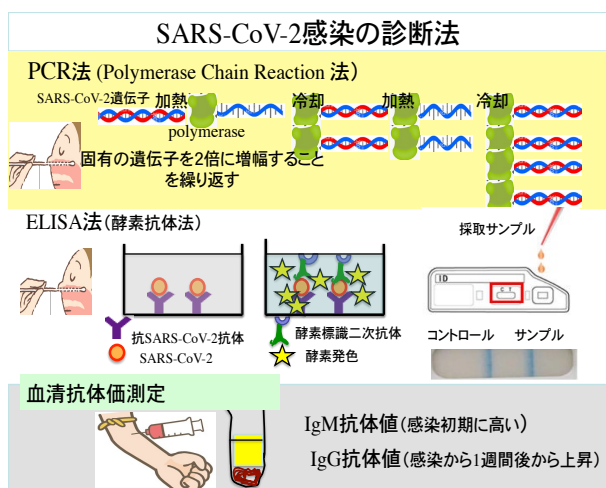 SARS-CoV-2感染の診断法
PCR法 (Polymerase Chain Reaction 法)
SARS-CoV-2遺伝子 加熱 冷却 加熱 冷却
polymerase
固有の遺伝子を2倍に増幅すること
を繰り返す
ELISA法(酵素抗体法)
採取サンプル
ID
C T
抗SARS-CoV-2抗体
SARS-CoV-2
酵素標識二次抗体
酵素発色
コントロール サンプル
血清抗体価測定
IgM抗体値(感染初期に高い)
IgG抗体値(感染から1週間後から上昇)